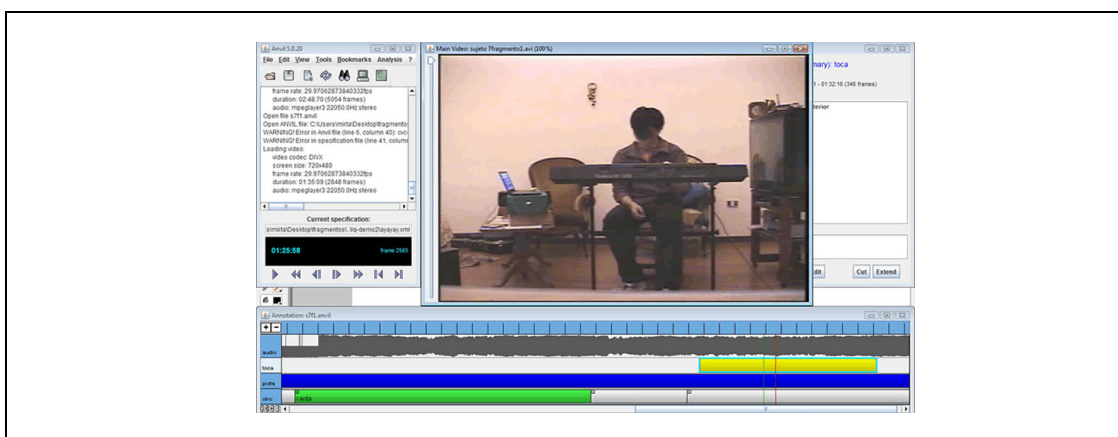 Anvil 5.0.20
File Edit View Tools Bookmarks Analysis ?
frame rate: 29.97062873840332fps
duration: 02:48:70 (5054 frames)
audio: mpeglayer3 22050.0Hz stereo
Open file s7f1.anvil
Open ANVIL file: C:\Users\mirta\Desktop\fragmento
WARNING! Error in Anvil file (line 6, column 40): cvc-
WARNING! Error in specification file (line 41, column
Loading video:
video codec: DIVX
screen size: 720x480
frame rate: 29.97062873840332fps
duration: 01:35:09 (2848 frames)
audio: mpeglayer3 22050.0Hz stereo
Current specification:
s\mirta\Desktop\fragmentos\.\lq-demo2\ayayay.xml
01:25:58 frame 2565
Main Video: sujeto 7fragmento1.avi (100%)
mary): toca
1 - 01:32:16 (346 frames)
terior
dit Cut Extend
Annotation: s7f1.anvil
audio
toca
pista
otro canta